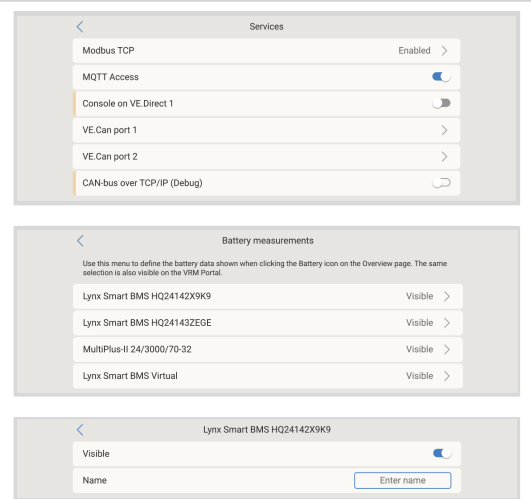 Services
Modbus TCP
Enabled
MQTT Access
Console on VE.Direct 1
VE.Can port 1
VE.Can port 2
CAN-bus over TCP/IP (Debug)
Battery measurements
Use this menu to define the battery data shown when clicking the Battery icon on the Overview page. The same
selection is also visible on the VRM Portal.
Lynx Smart BMS HQ24142X9K9
Visible
Lynx Smart BMS HQ24143ZEGE
Visible
MultiPlus-II 24/3000/70-32
Visible
Lynx Smart BMS Virtual
Visible
Lynx Smart BMS HQ24142X9K9
Visible
Name
Enter name